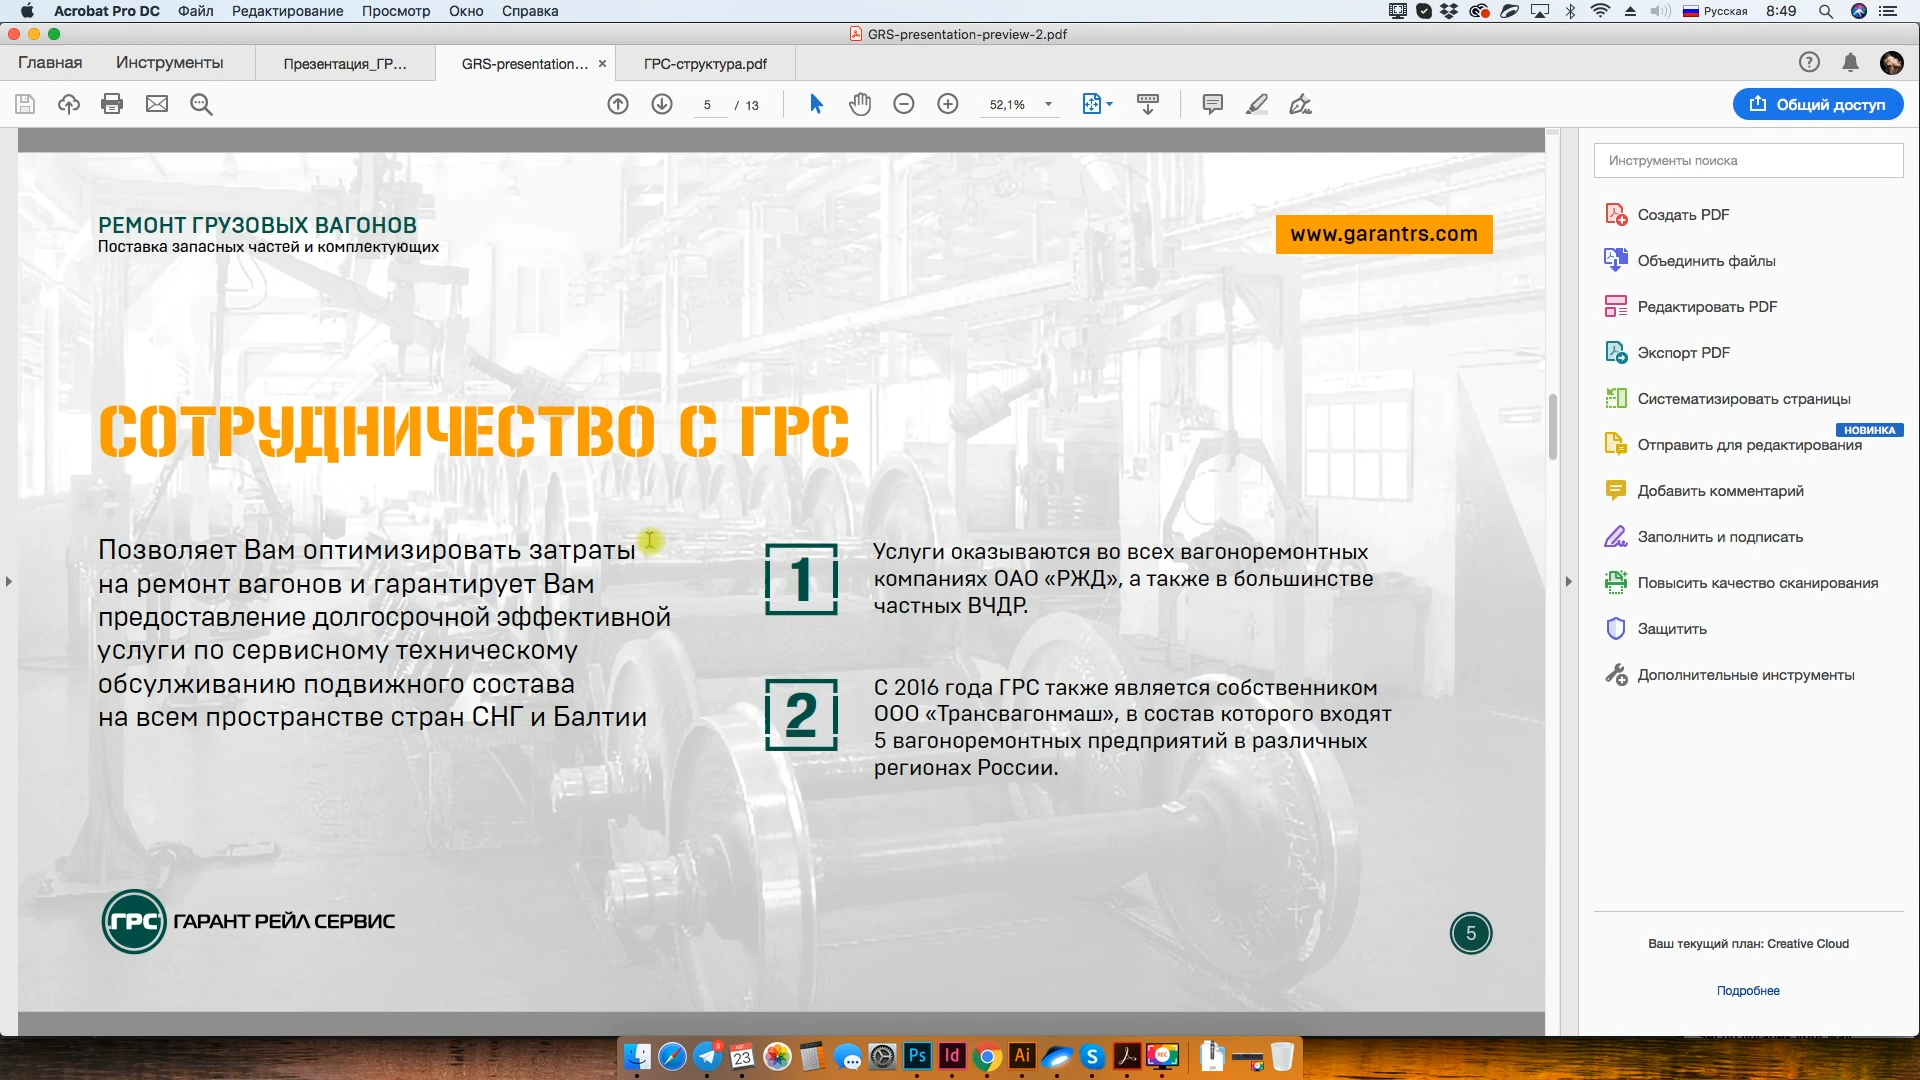 Acrobat Pro DC Файл Редактирование Просмотр Окно Справка Русская 8:49
GRS-presentation-preview-2.pdf
Главная Инструменты Презентация_ГР... GRS-presentation... × ГРС-структура.pdf
5 / 13 52,1% Общий доступ
РЕМОНТ ГРУЗОВЫХ ВАГОНОВ
Поставка запасных частей и комплектующих
www.garantrs.com
СОТРУДНИЧЕСТВО С ГРС
Позволяет Вам оптимизировать затраты
на ремонт вагонов и гарантирует Вам
предоставление долгосрочной эффективной
услуги по сервисному техническому
обсулживанию подвижного состава
на всем пространстве стран СНГ и Балтии
1
Услуги оказываются во всех вагоноремонтных
компаниях ОАО «РЖД», а также в большинстве
частных ВЧДР.
2
С 2016 года ГРС также является собственником
ООО «Трансвагонмаш», в состав которого входят
5 вагоноремонтных предприятий в различных
регионах России.
ГРС ГАРАНТ РЕЙЛ СЕРВИС
5
Инструменты поиска
Создать PDF
Объединить файлы
Редактировать PDF
Экспорт PDF
Систематизировать страницы
НОВИНКА
Отправить для редактирования
Добавить комментарий
Заполнить и подписать
Повысить качество сканирования
Защитить
Дополнительные инструменты
Ваш текущий план: Creative Cloud
Подробнее
3 23 Ps Id Ai S REC